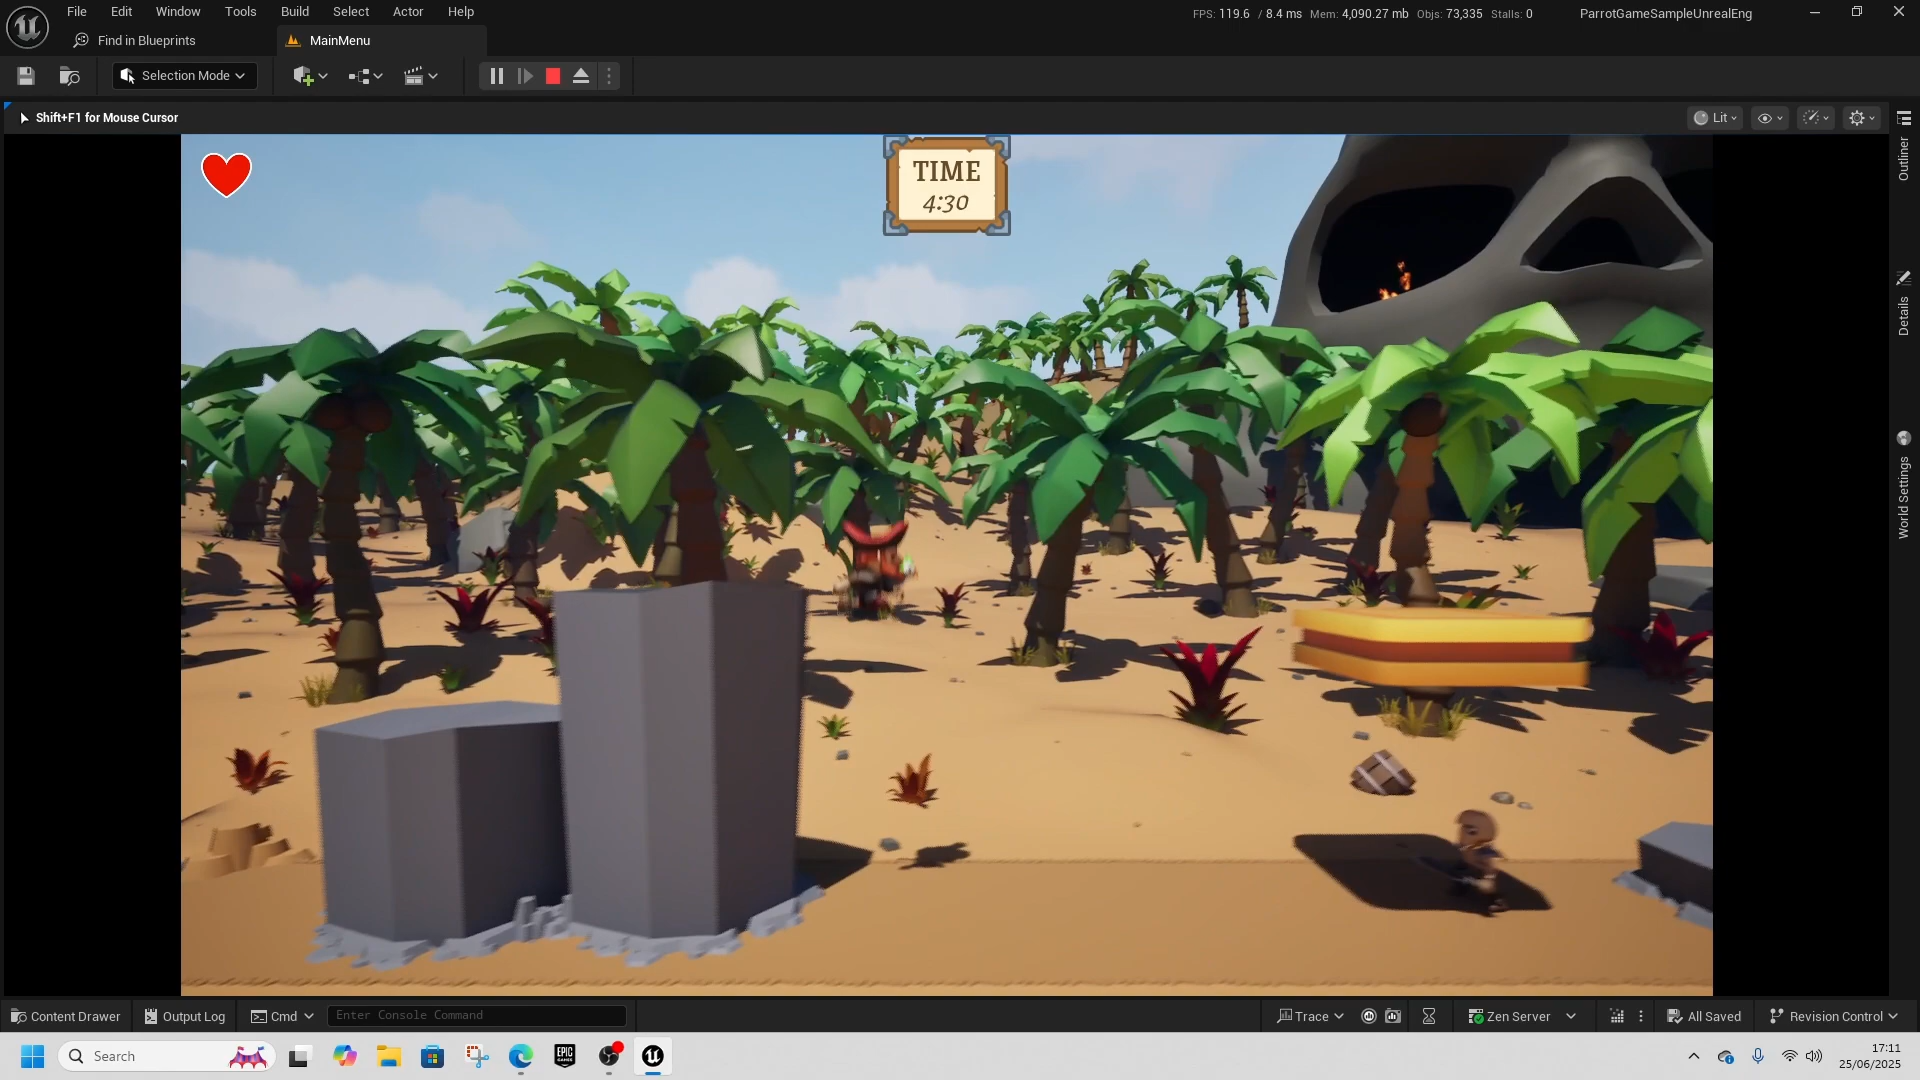 File Edit Window Tools Build Select Actor Help
FPS: 119.6 / 8.4 ms Mem: 4,090.27 mb Objs: 73,335 Stalls: 0
ParrotGameSampleUnrealEng
Find in Blueprints
MainMenu
Selection Mode
Shift+F1 for Mouse Cursor
Lit
Outliner
Details
World Settings
TIME
4:30
Content Drawer
Output Log
Cmd
Enter Console Command
Trace
Zen Server
All Saved
Revision Control
Search
EPIC
GAMES
17:11
25/06/2025